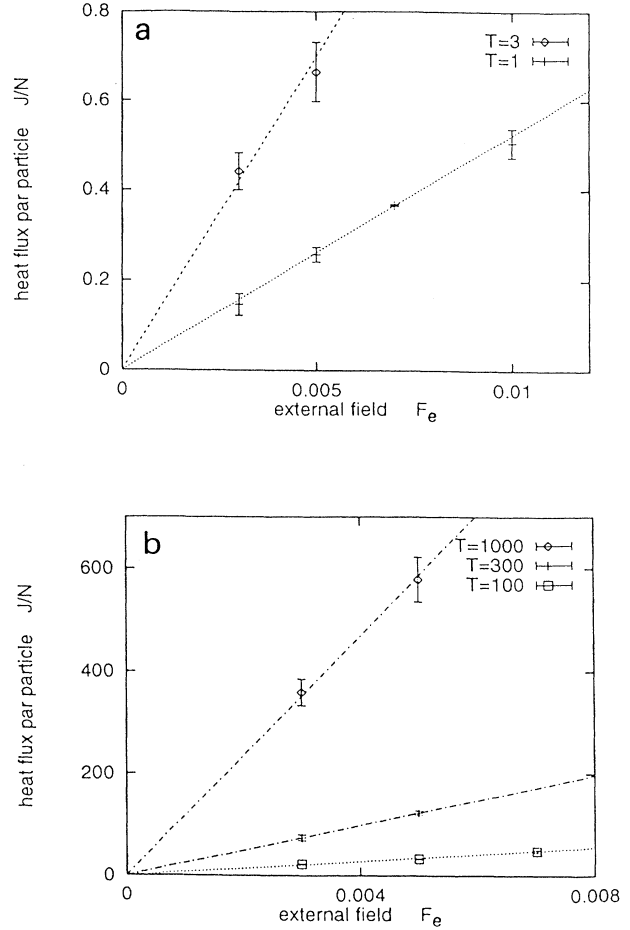 a
0.8
0.6
0.4
0.2
0
heat flux par particle J/N
T=3
T=1
0
0.005
0.01
external field Fe
b
600
400
200
0
heat flux par particle J/N
T=1000
T=300
T=100
0
0.004
0.008
external field Fe